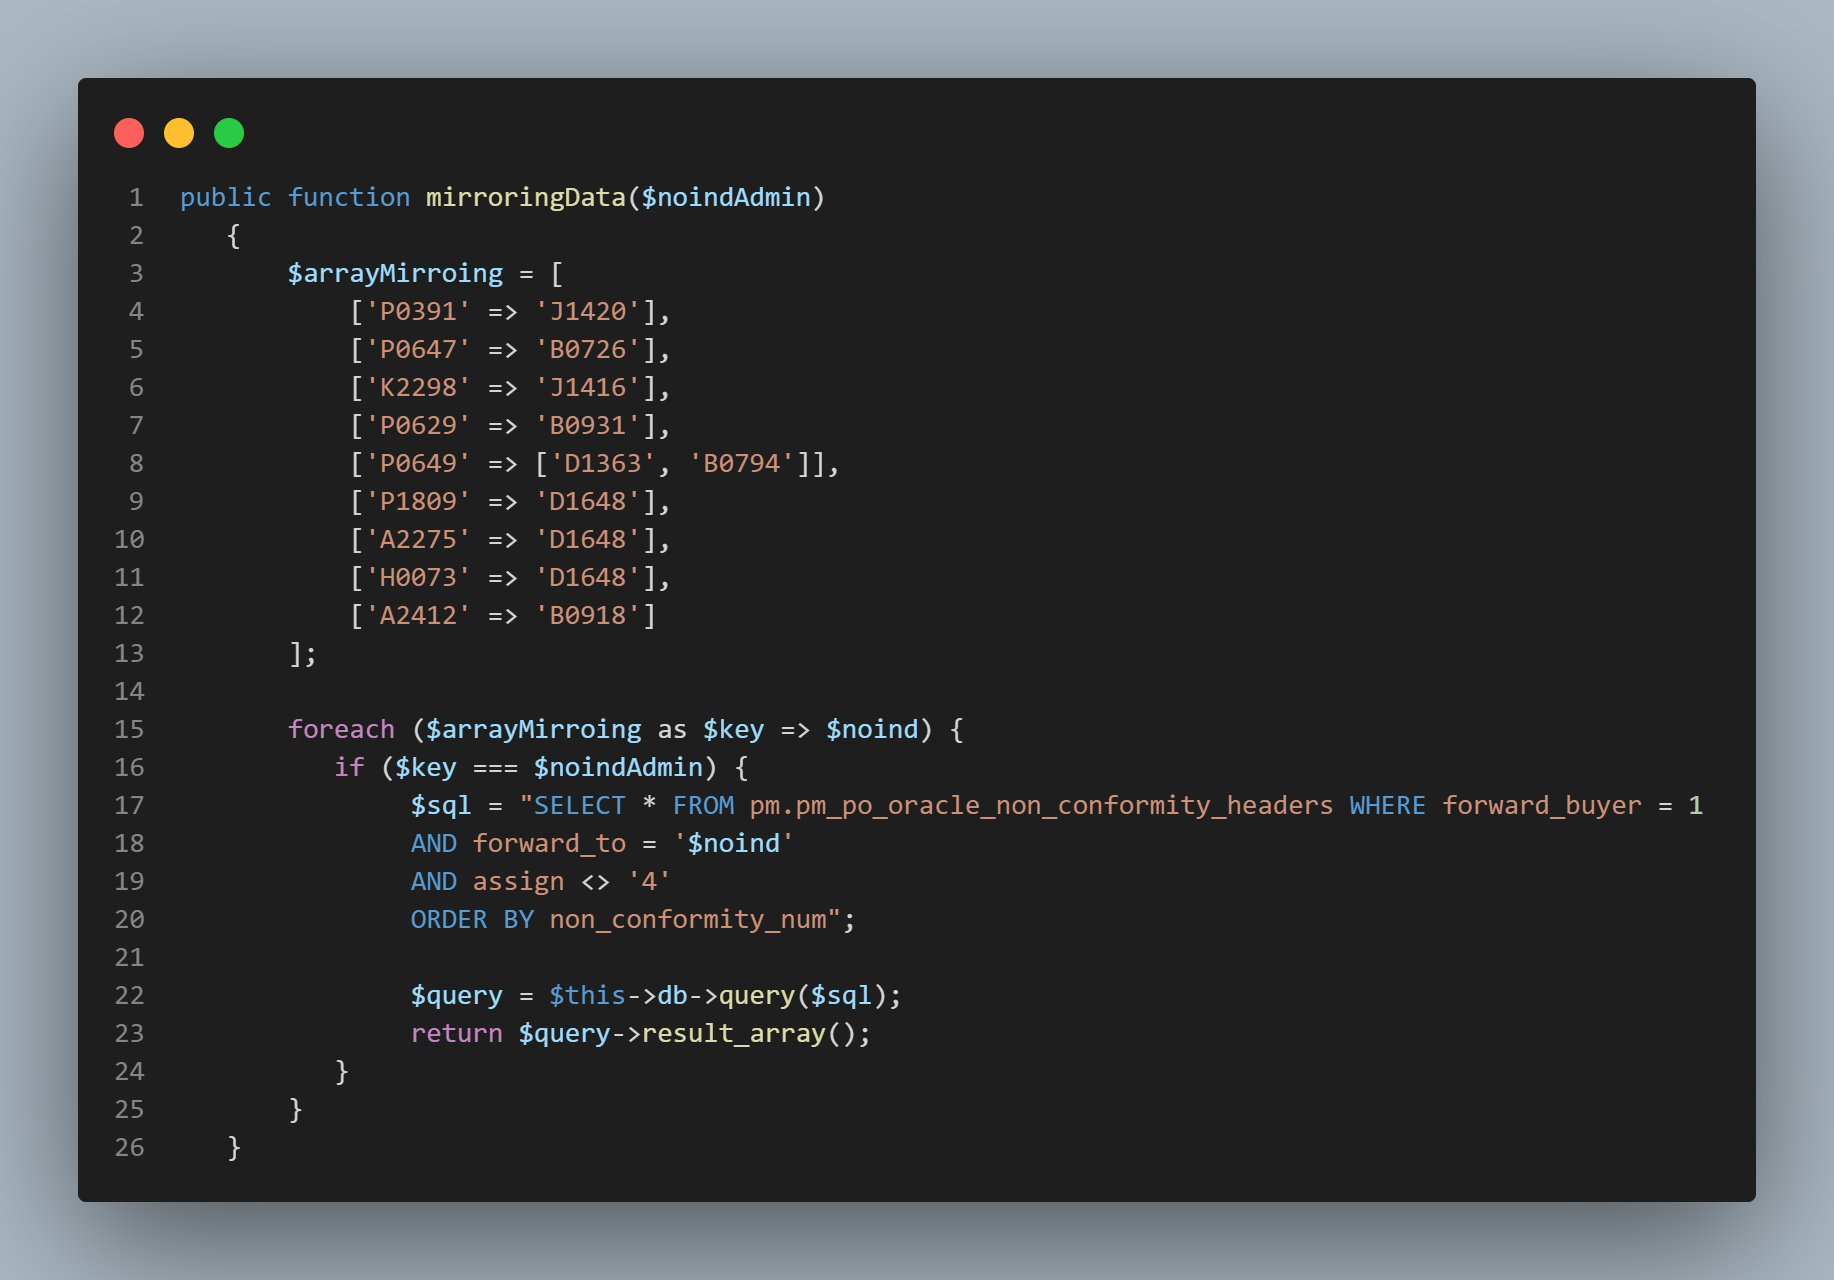 1 public function mirroringData($noindAdmin)
2 {
3 $arrayMirroing = [
4 ['P0391' => 'J1420'],
5 ['P0647' => 'B0726'],
6 ['K2298' => 'J1416'],
7 ['P0629' => 'B0931'],
8 ['P0649' => ['D1363', 'B0794']],
9 ['P1809' => 'D1648'],
10 ['A2275' => 'D1648'],
11 ['H0073' => 'D1648'],
12 ['A2412' => 'B0918']
13 ];
14
15 foreach ($arrayMirroing as $key => $noind) {
16 if ($key === $noindAdmin) {
17 $sql = "SELECT * FROM pm.pm_po_oracle_non_conformity_headers WHERE forward_buyer = 1
18 AND forward_to = '$noind'
19 AND assign <> '4'
20 ORDER BY non_conformity_num";
21
22 $query = $this->db->query($sql);
23 return $query->result_array();
24 }
25 }
26 }